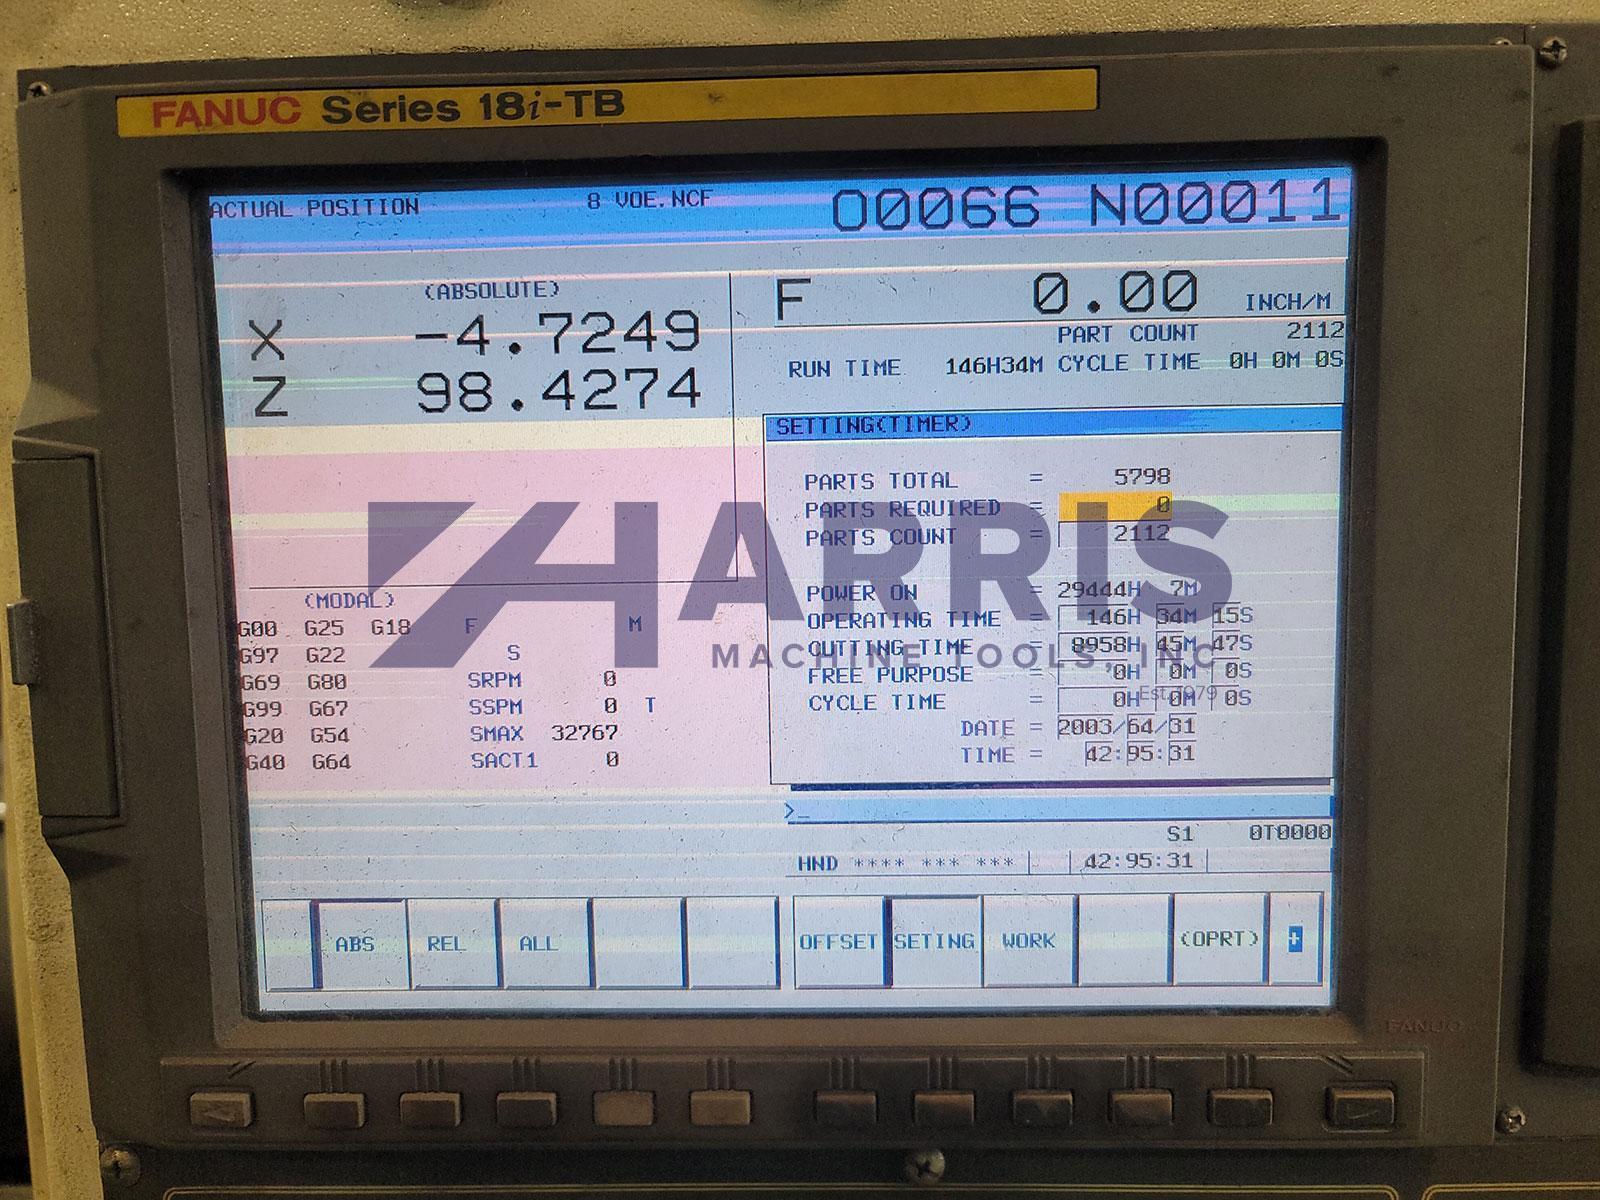 FANUC Series 18i-TB
ACTUAL POSITION 8 VOE.NCF O0066 N00011
(ABSOLUTE)
X -4.7249
Z 98.4274
F 0.00 INCH/M
PART COUNT 2112
RUN TIME 146H34M CYCLE TIME 0H 0M 0S
SETTING(TIMER)
PARTS TOTAL = 5798
PARTS REQUIRED = 0
PARTS COUNT = 2112
POWER ON = 29444H 7M
OPERATING TIME = 146H 34M 15S
CUTTING TIME = 8958H 45M 47S
FREE PURPOSE = 0H 0M 0S
CYCLE TIME = 0H 0M 0S
DATE = 2003/64/31
TIME = 42:95:31
(MODAL)
G00 G25 G18 F M
G97 G22 S
G69 G80 SRPM 0
G99 G67 SSPM 0 T
G20 G54 SMAX 32767
G40 G64 SACT1 0
>_
S1 0T0000
HND **** *** *** 42:95:31
ABS REL ALL OFFSET SETING WORK (OPRT) +
FANUC
HARRIS
MACHINE TOOLS, INC
Est. 1979